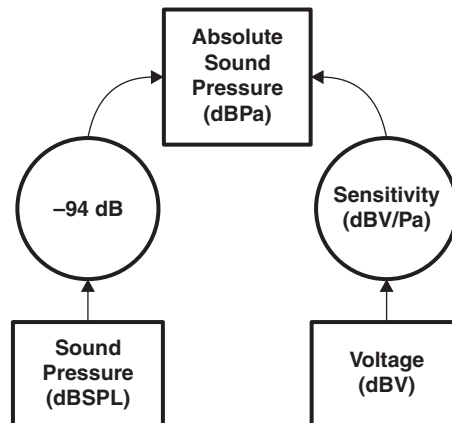 Absolute
Sound
Pressure
(dBPa)
–94 dB
Sensitivity
(dBV/Pa)
Sound
Pressure
(dBSPL)
Voltage
(dBV)